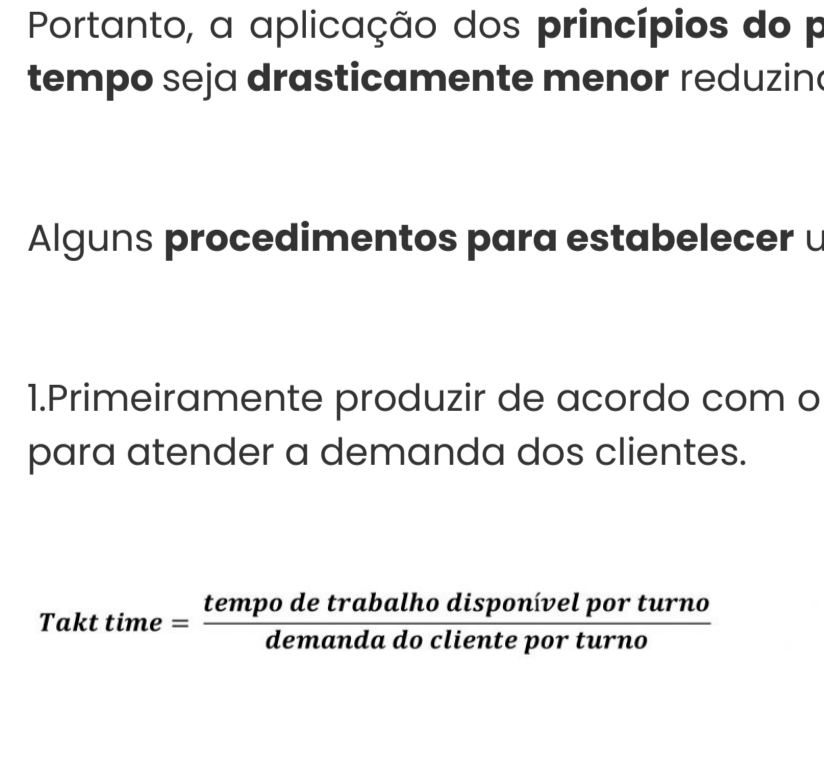 Portanto, a aplicação dos princípios do
tempo seja drasticamente menor
Alguns procedimentos para estabelecer
1.Primeiramente produzir de acordo com o
para atender a demanda dos clientes.
Takt time = tempo de trabalho disponível por turno
demanda do cliente por turno